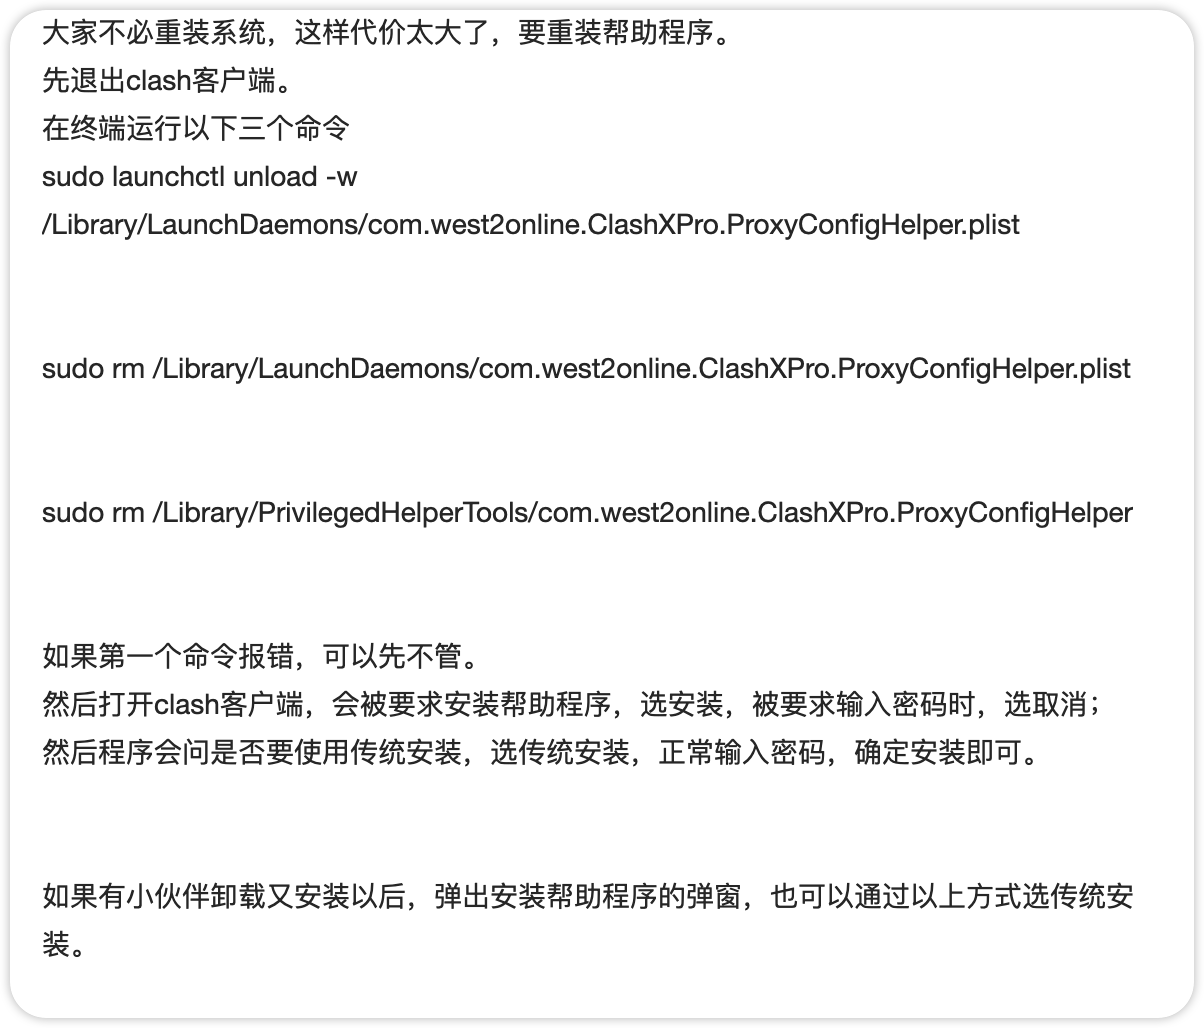 大家不必重装系统，这样代价太大了，要重装帮助程序。
先退出clash客户端。
在终端运行以下三个命令
sudo launchctl unload -w
/Library/LaunchDaemons/com.west2online.ClashXPro.ProxyConfigHelper.plist
sudo rm /Library/LaunchDaemons/com.west2online.ClashXPro.ProxyConfigHelper.plist
sudo rm /Library/PrivilegedHelperTools/com.west2online.ClashXPro.ProxyConfigHelper
如果第一个命令报错，可以先不管。
然后打开clash客户端，会被要求安装帮助程序，选安装，被要求输入密码时，选取消；
然后程序会问是否要使用传统安装，选传统安装，正常输入密码，确定安装即可。
如果有小伙伴卸载又安装以后，弹出安装帮助程序的弹窗，也可以通过以上方式选传统安
装。